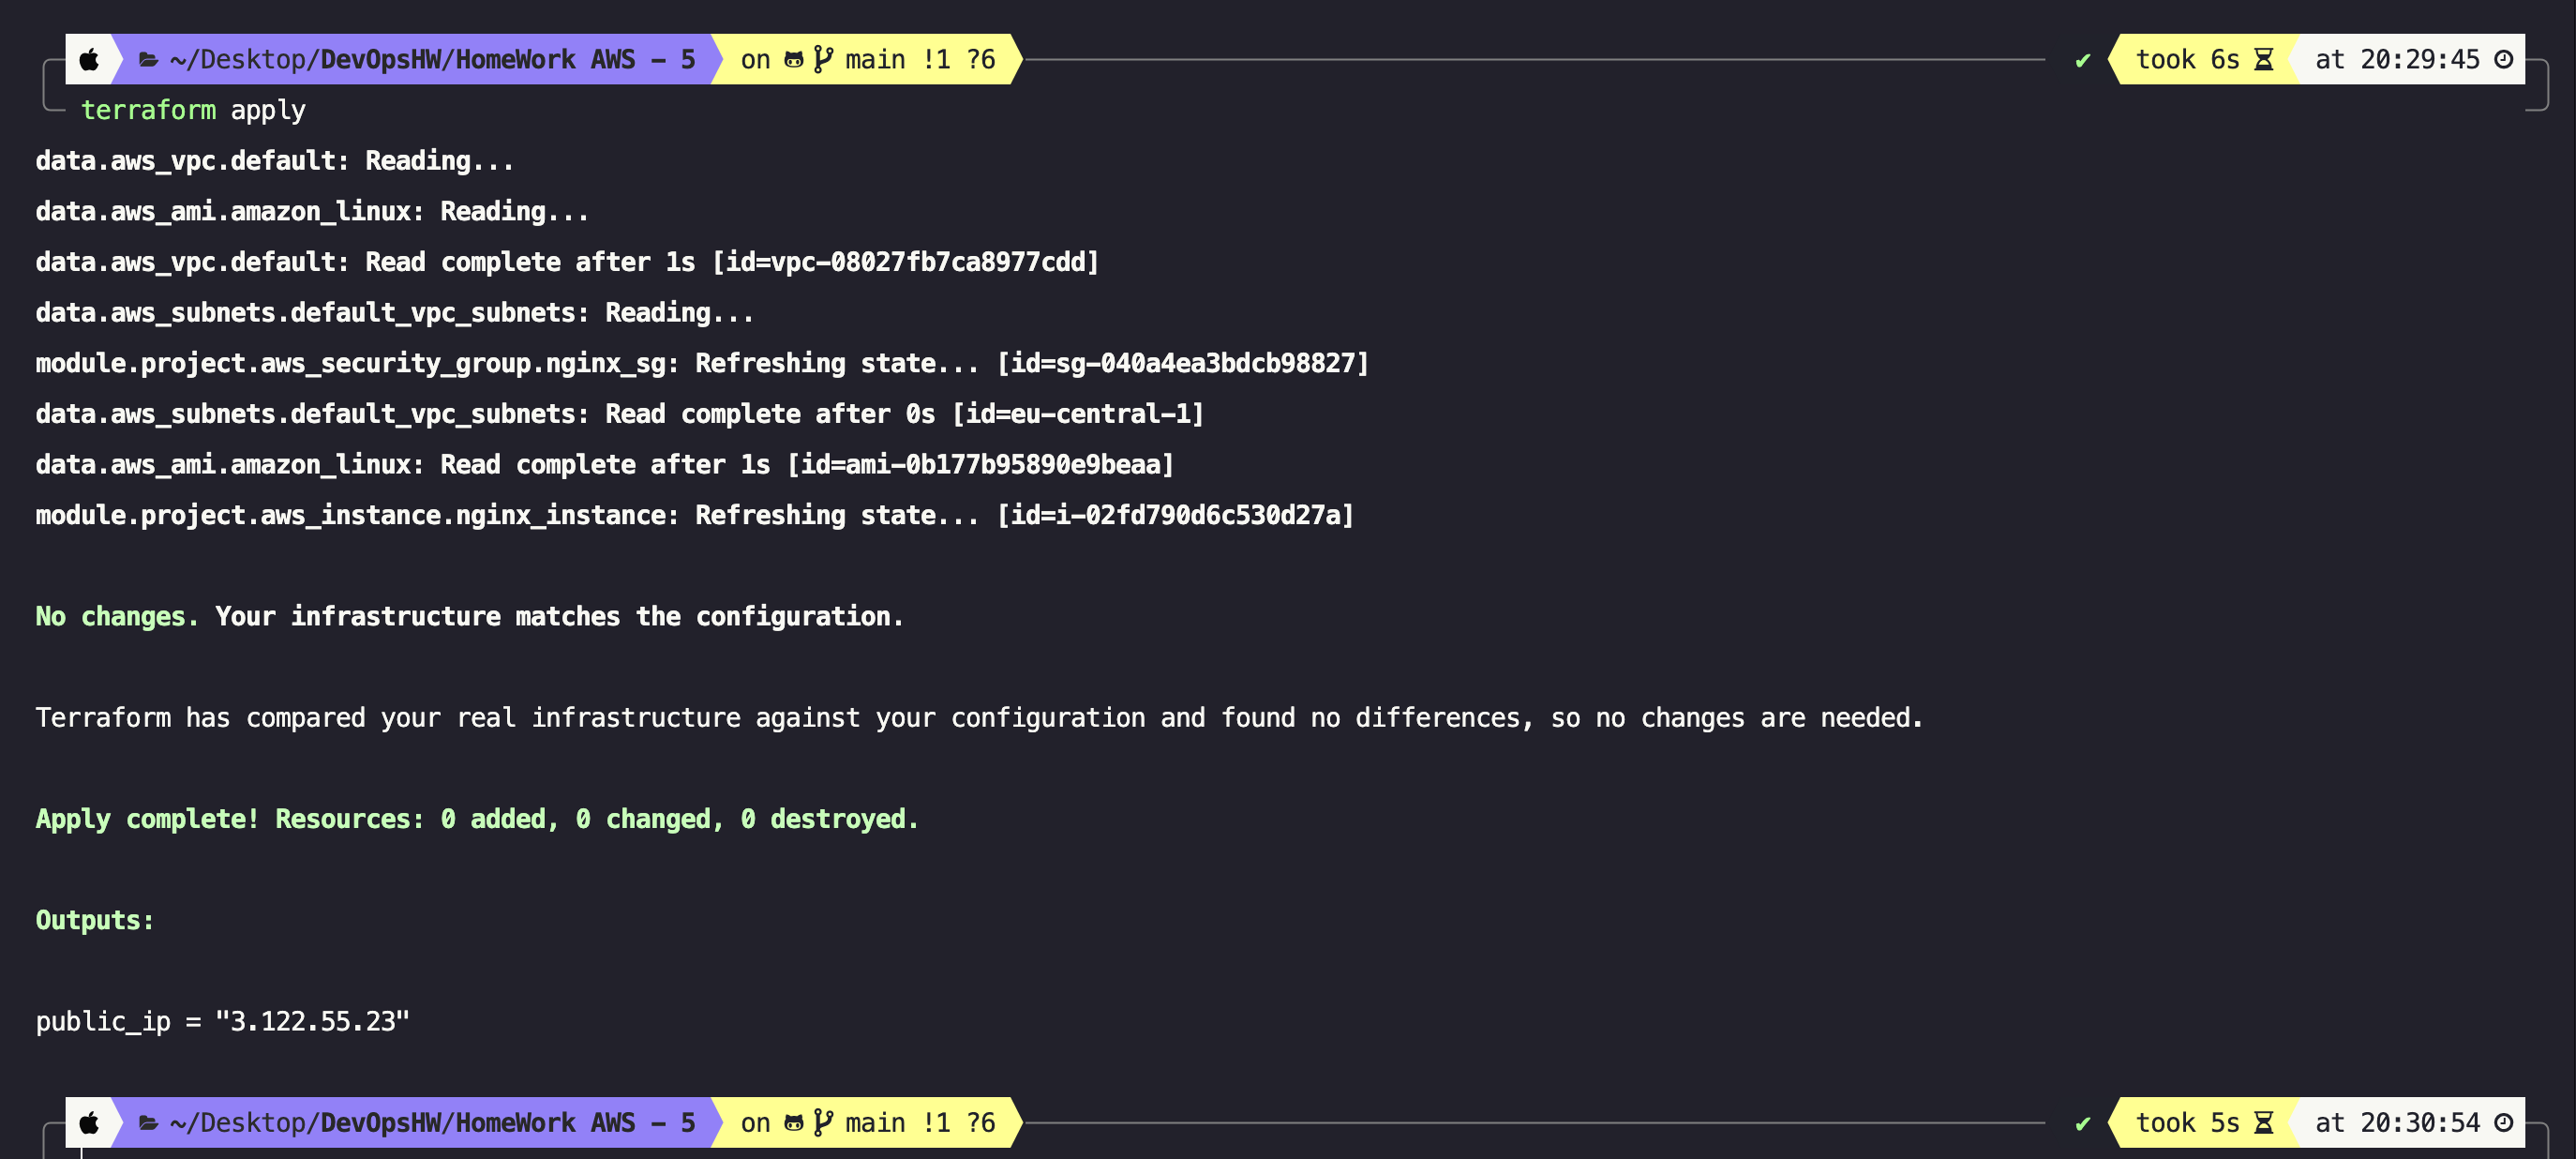 ~/Desktop/DevOpsHW/HomeWork AWS – 5 on main !1 ?6 ✔ took 6s at 20:29:45
terraform apply
data.aws_vpc.default: Reading...
data.aws_ami.amazon_linux: Reading...
data.aws_vpc.default: Read complete after 1s [id=vpc-08027fb7ca8977cdd]
data.aws_subnets.default_vpc_subnets: Reading...
module.project.aws_security_group.nginx_sg: Refreshing state... [id=sg-040a4ea3bdcb98827]
data.aws_subnets.default_vpc_subnets: Read complete after 0s [id=eu-central-1]
data.aws_ami.amazon_linux: Read complete after 1s [id=ami-0b177b95890e9beaa]
module.project.aws_instance.nginx_instance: Refreshing state... [id=i-02fd790d6c530d27a]
No changes. Your infrastructure matches the configuration.
Terraform has compared your real infrastructure against your configuration and found no differences, so no changes are needed.
Apply complete! Resources: 0 added, 0 changed, 0 destroyed.
Outputs:
public_ip = "3.122.55.23"
~/Desktop/DevOpsHW/HomeWork AWS – 5 on main !1 ?6 ✔ took 5s at 20:30:54